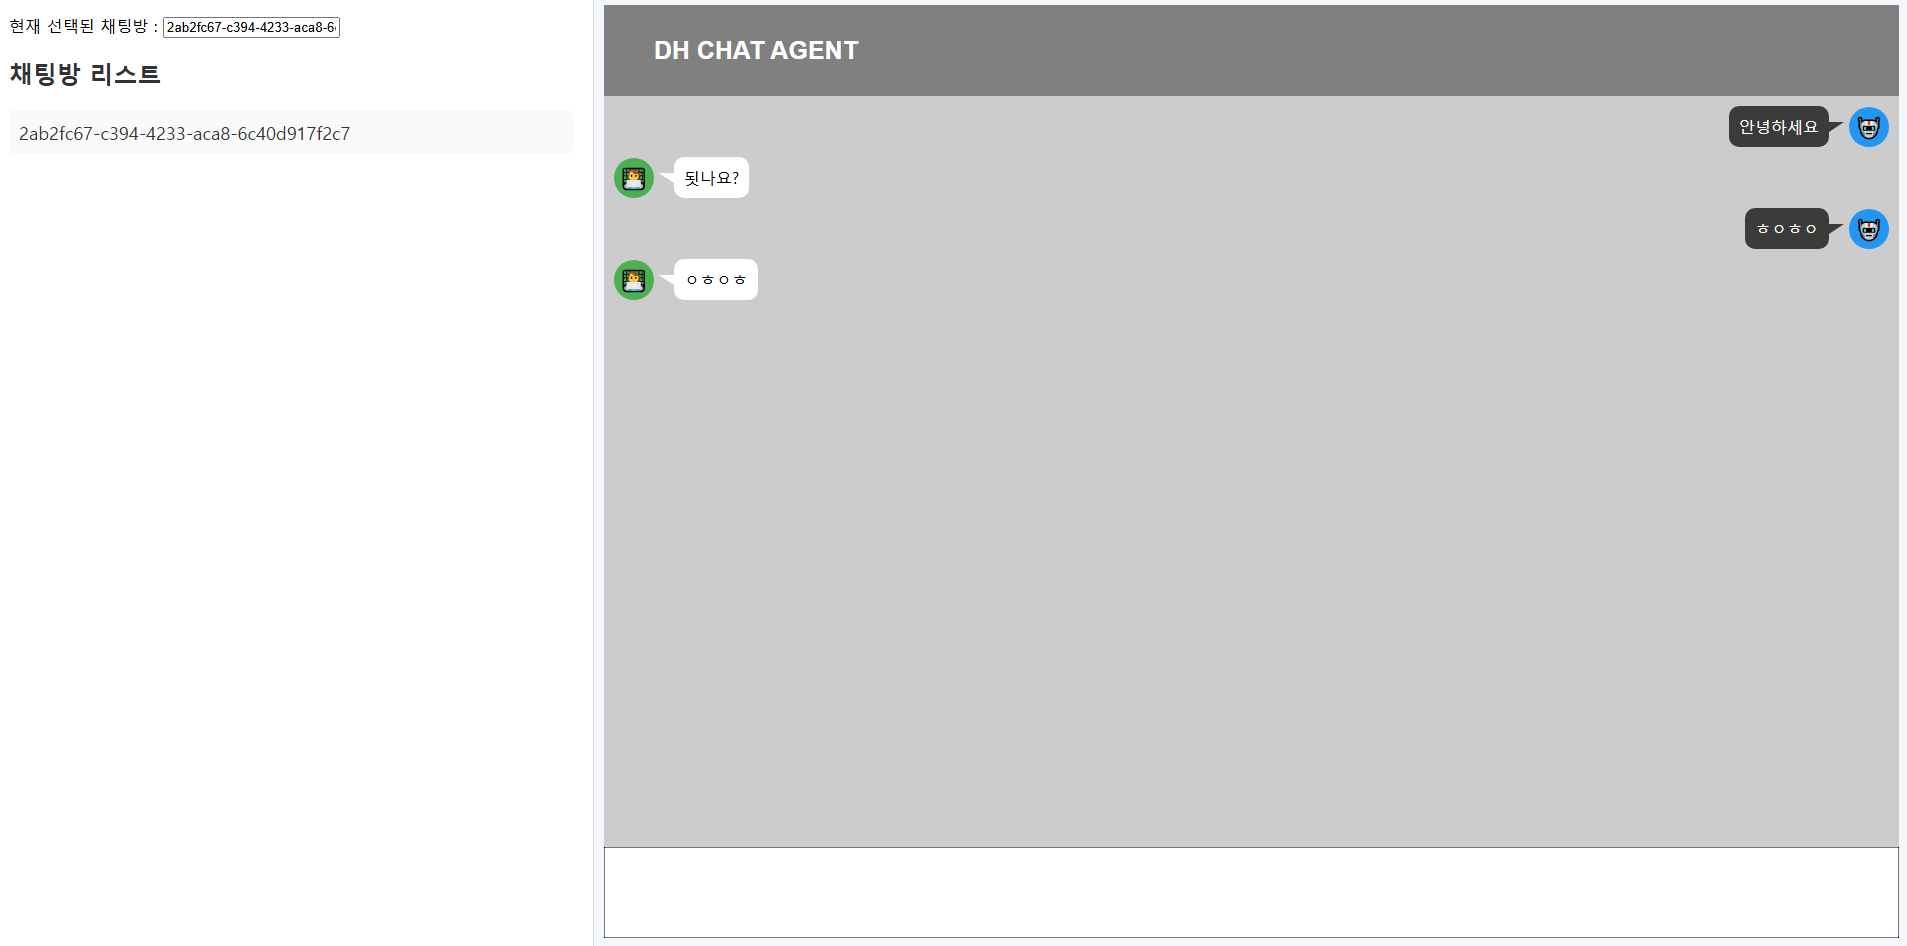 현재 선택된 채팅방 : 2ab2fc67-c394-4233-aca8-6
채팅방 리스트
2ab2fc67-c394-4233-aca8-6c40d917f2c7
DH CHAT AGENT
안녕하세요
됫나요?
ㅎㅇㅎㅇ
ㅇㅎㅇㅎ